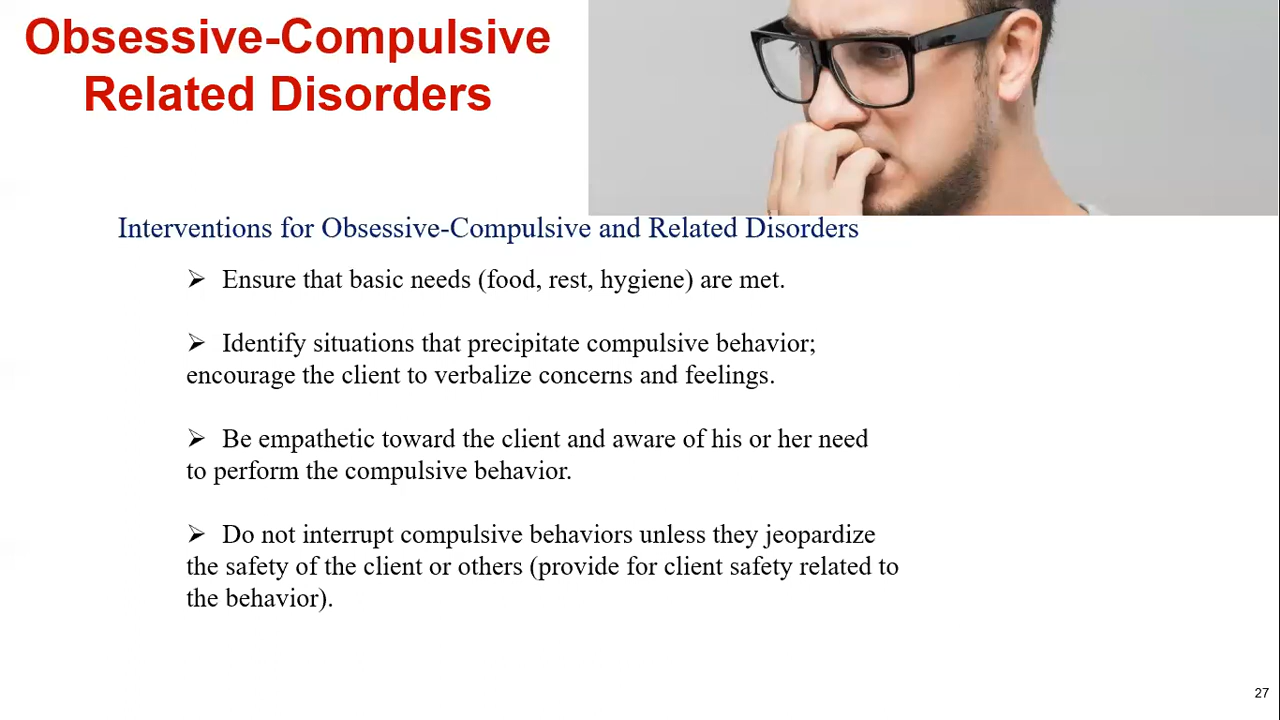 Obsessive-Compulsive
Related Disorders
Interventions for Obsessive-Compulsive and Related Disorders
➢ Ensure that basic needs (food, rest, hygiene) are met.
➢ Identify situations that precipitate compulsive behavior;
encourage the client to verbalize concerns and feelings.
➢ Be empathetic toward the client and aware of his or her need
to perform the compulsive behavior.
➢ Do not interrupt compulsive behaviors unless they jeopardize
the safety of the client or others (provide for client safety related to
the behavior).
27